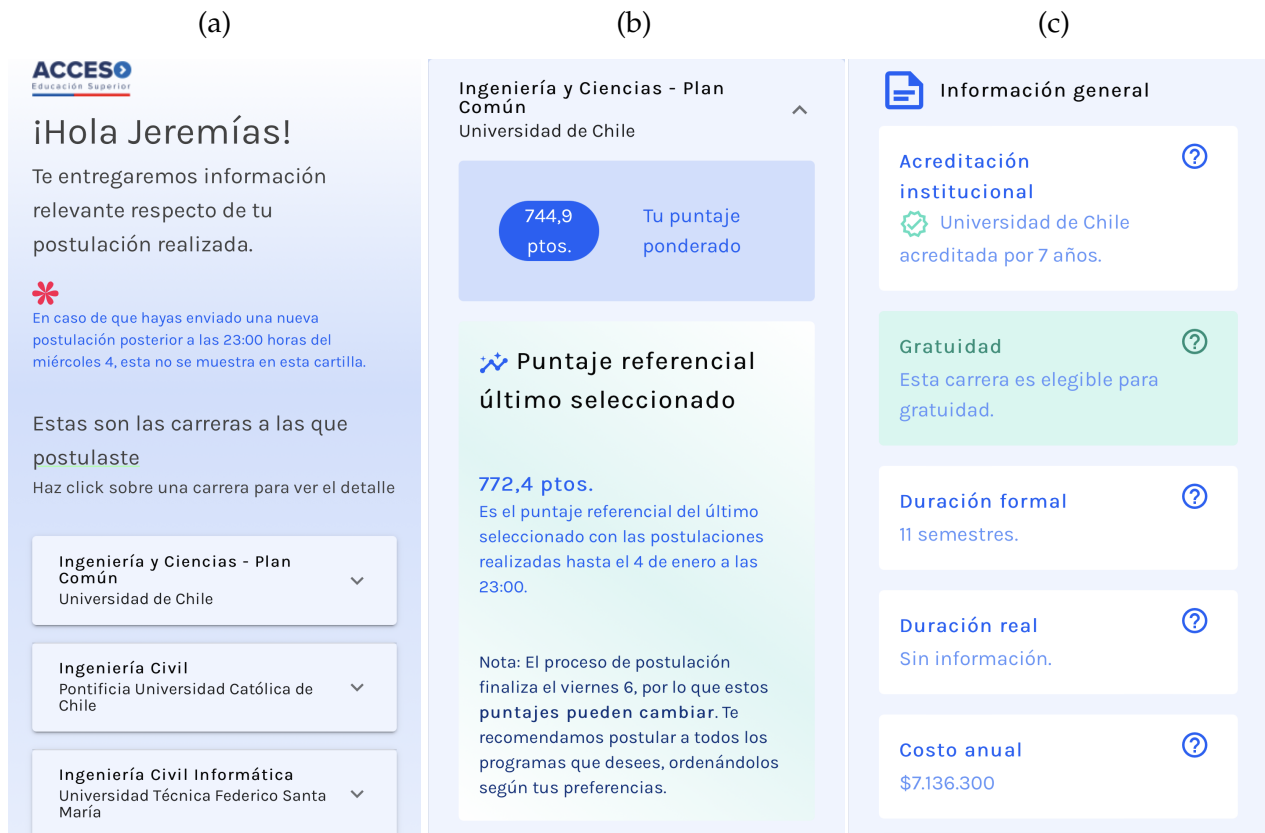 (a)
ACCESO
Educación Superior
¡Hola Jeremías!
Te entregaremos información
relevante respecto de tu
postulación realizada.
*
En caso de que hayas enviado una nueva
postulación posterior a las 23:00 horas del
miércoles 4, esta no se muestra en esta cartilla.
Estas son las carreras a las que
postulaste
Haz click sobre una carrera para ver el detalle
Ingeniería y Ciencias - Plan
Común
Universidad de Chile
Ingeniería Civil
Pontificia Universidad Católica de
Chile
Ingeniería Civil Informática
Universidad Técnica Federico Santa
María
(b)
Ingeniería y Ciencias - Plan
Común
Universidad de Chile
744,9
ptos.
Tu puntaje
ponderado
Puntaje referencial
último seleccionado
772,4 ptos.
Es el puntaje referencial del último
seleccionado con las postulaciones
realizadas hasta el 4 de enero a las
23:00.
Nota: El proceso de postulación
finaliza el viernes 6, por lo que estos
puntajes pueden cambiar. Te
recomendamos postular a todos los
programas que desees, ordenándolos
según tus preferencias.
(c)
Información general
Acreditación
institucional
Universidad de Chile
acreditada por 7 años.
Gratuidad
Esta carrera es elegible para
gratuidad.
Duración formal
11 semestres.
Duración real
Sin información.
Costo anual
$7.136.300